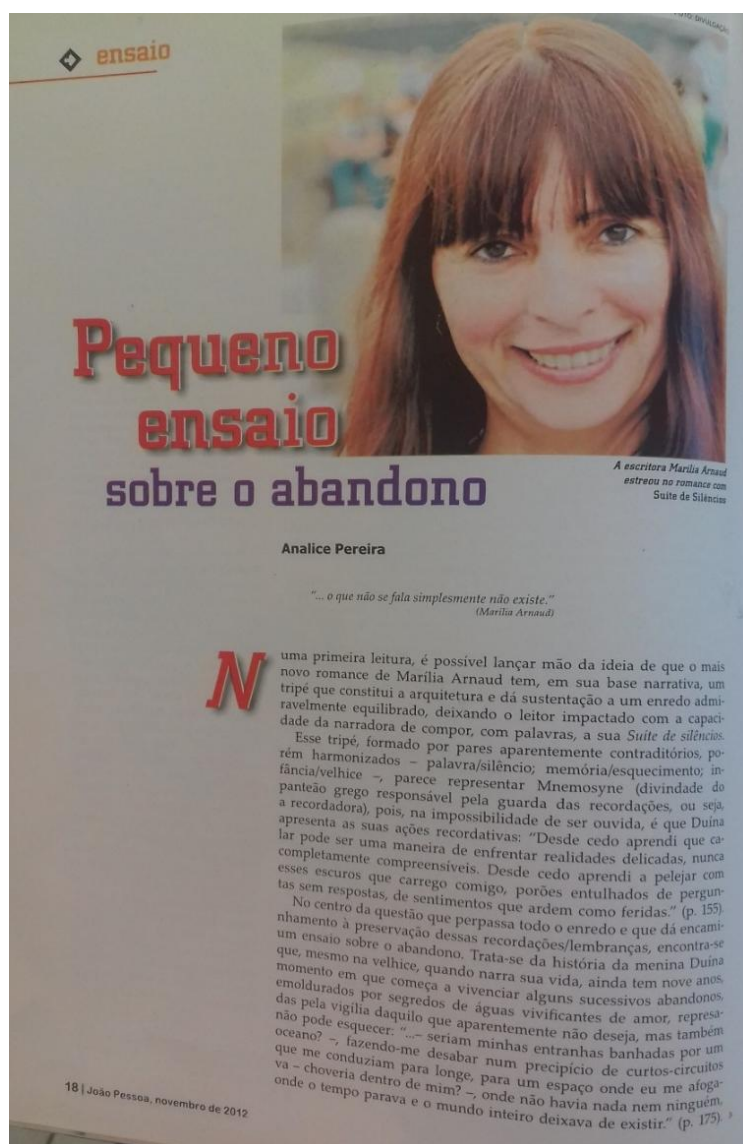 FOTO: DIVULGAÇÃO
ensaio
Pequeno
ensaio
sobre o abandono
A escritora Marília Arnaud
estreou no romance com
Suíte de Silêncios
Analice Pereira
"... o que não se fala simplesmente não existe."
(Marília Arnaud)
Numa primeira leitura, é possível lançar mão da ideia de que o mais
novo romance de Marília Arnaud tem, em sua base narrativa, um
tripé que constitui a arquitetura e dá sustentação a um enredo admi-
ravelmente equilibrado, deixando o leitor impactado com a capaci-
dade da narradora de compor, com palavras, a sua Suíte de silêncios.
Esse tripé, formado por pares aparentemente contraditórios, po-
rém harmonizados – palavra/silêncio; memória/esquecimento; in-
fância/velhice –, parece representar Mnemosyne (divindade do
panteão grego responsável pela guarda das recordações, ou seja,
a recordadora), pois, na impossibilidade de ser ouvida, é que Duína
apresenta as suas ações recordativas: "Desde cedo aprendi que ca-
lar pode ser uma maneira de enfrentar realidades delicadas, nunca
completamente compreensíveis. Desde cedo aprendi a pelejar com
esses escuros que carrego comigo, porões entulhados de pergun-
tas sem respostas, de sentimentos que ardem como feridas." (p. 155).
No centro da questão que perpassa todo o enredo e que dá encami-
nhamento à preservação dessas recordações/lembranças, encontra-se
um ensaio sobre o abandono. Trata-se da história da menina Duína
que, mesmo na velhice, quando narra sua vida, ainda tem nove anos,
momento em que começa a vivenciar alguns sucessivos abandonos,
emoldurados por segredos de águas vivificantes de amor, represa-
das pela vigília daquilo que aparentemente não deseja, mas também
não pode esquecer: "...– seriam minhas entranhas banhadas por um
oceano? –, fazendo-me desabar num precipício de curtos-circuitos
que me conduziam para longe, para um espaço onde eu me afoga-
va – choveria dentro de mim? –, onde não havia nada nem ninguém,
onde o tempo parava e o mundo inteiro deixava de existir." (p. 175).
18 | João Pessoa, novembro de 2012